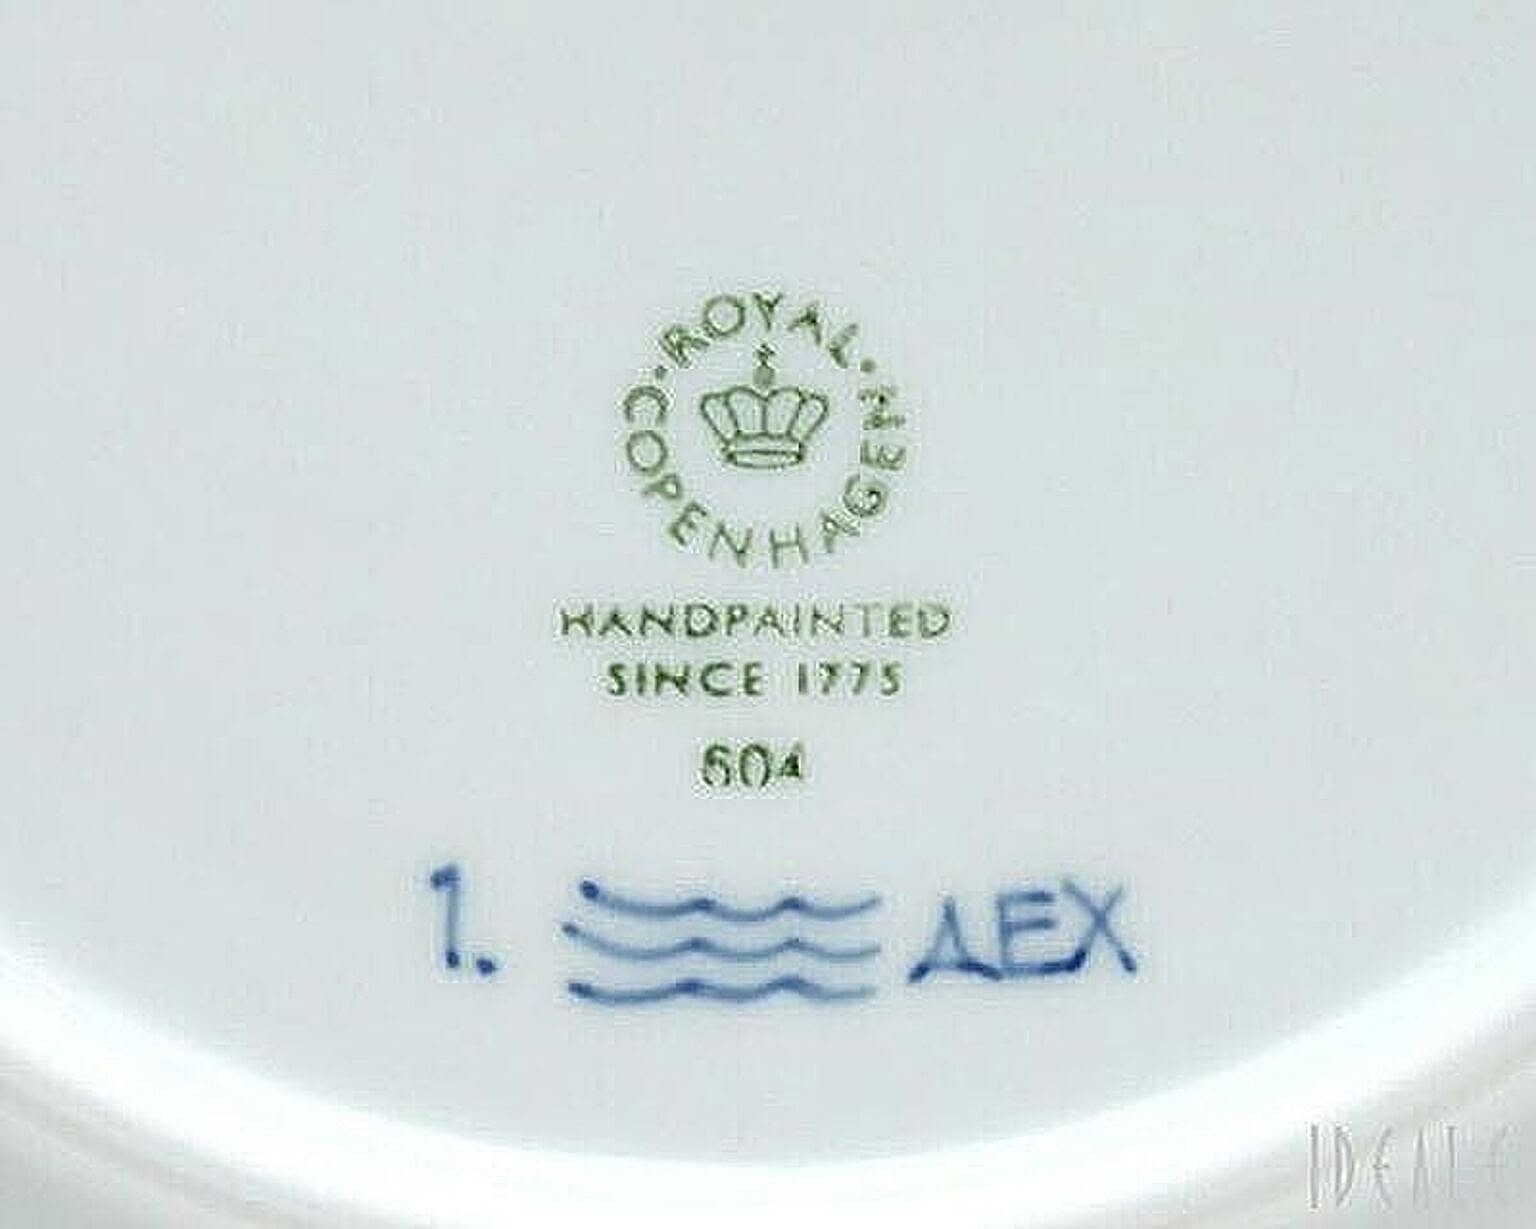 ROYAL
COPENHAGEN
HANDPAINTED
SINCE 1775
604
1. AEX